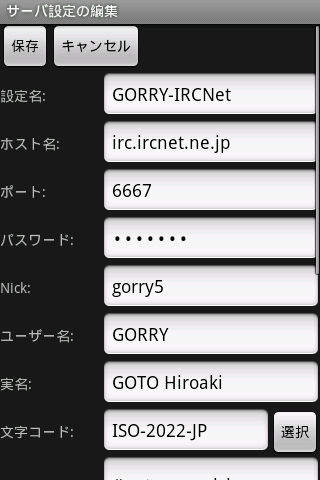 サーバ設定の編集
保存 キャンセル
設定名: GORRY-IRCNet
ホスト名: irc.ircnet.ne.jp
ポート: 6667
パスワード: •••••••
Nick: gorry5
ユーザー名: GORRY
実名: GOTO Hiroaki
文字コード: ISO-2022-JP 選択